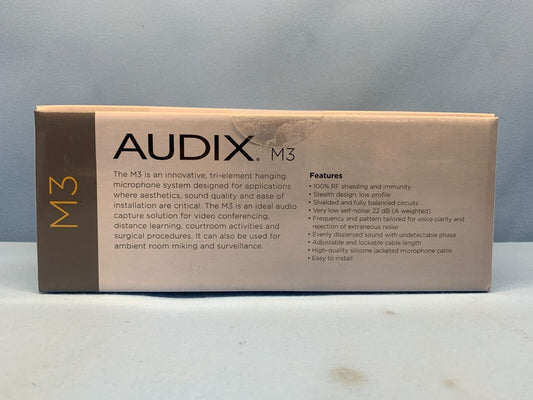 M3
AUDIX® M3
The M3 is an innovative, tri-element hanging
microphone system designed for applications
where aesthetics, sound quality and ease of
installation are critical. The M3 is an ideal audio
capture solution for video conferencing,
distance learning, courtroom activities and
surgical procedures. It can also be used for
ambient room miking and surveillance.
Features
• 100% RF shielding and immunity
• Stealth design, low profile
• Shielded and fully balanced circuits
• Very low self-noise: 22 dB (A weighted)
• Frequency and pattern tailored for voice clarity and
rejection of extraneous noise
• Evenly dispersed sound with undetectable phase
• Adjustable and lockable cable length
• High-quality silicone jacketed microphone cable
• Easy to install